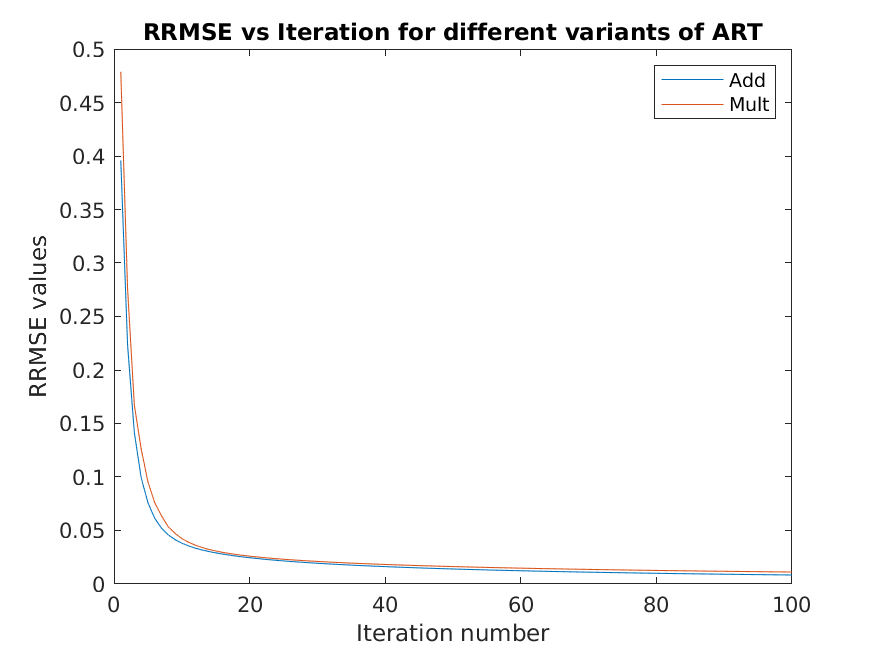 RRMSE vs Iteration for different variants of ART
Add
Mult
0.5
0.45
0.4
0.35
0.3
0.25
0.2
0.15
0.1
0.05
0
RRMSE values
0 20 40 60 80 100
Iteration number